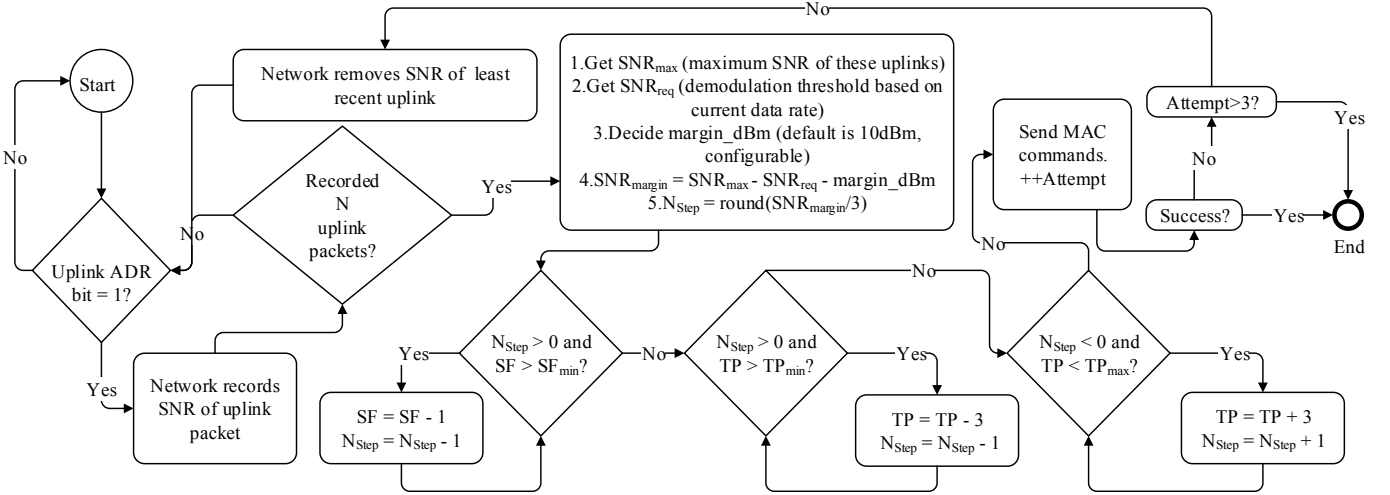 No
Start
Network removes SNR of least
recent uplink
1.Get SNRmax (maximum SNR of these uplinks)
2.Get SNRreq (demodulation threshold based on
current data rate)
3.Decide margin_dBm (default is 10dBm,
configurable)
4.SNRmargin = SNRmax - SNRreq - margin_dBm
5.NStep = round(SNRmargin/3)
Send MAC
commands.
++Attempt
Attempt>3?
Yes
No
Success?
Yes
End
No
Recorded
N
uplink
packets?
Yes
No
Uplink ADR
bit = 1?
Yes
Network records
SNR of uplink
packet
NStep > 0 and
SF > SFmin?
Yes
No
SF = SF - 1
NStep = NStep - 1
NStep > 0 and
TP > TPmin?
No
Yes
TP = TP - 3
NStep = NStep - 1
NStep < 0 and
TP < TPmax?
No
Yes
TP = TP + 3
NStep = NStep + 1